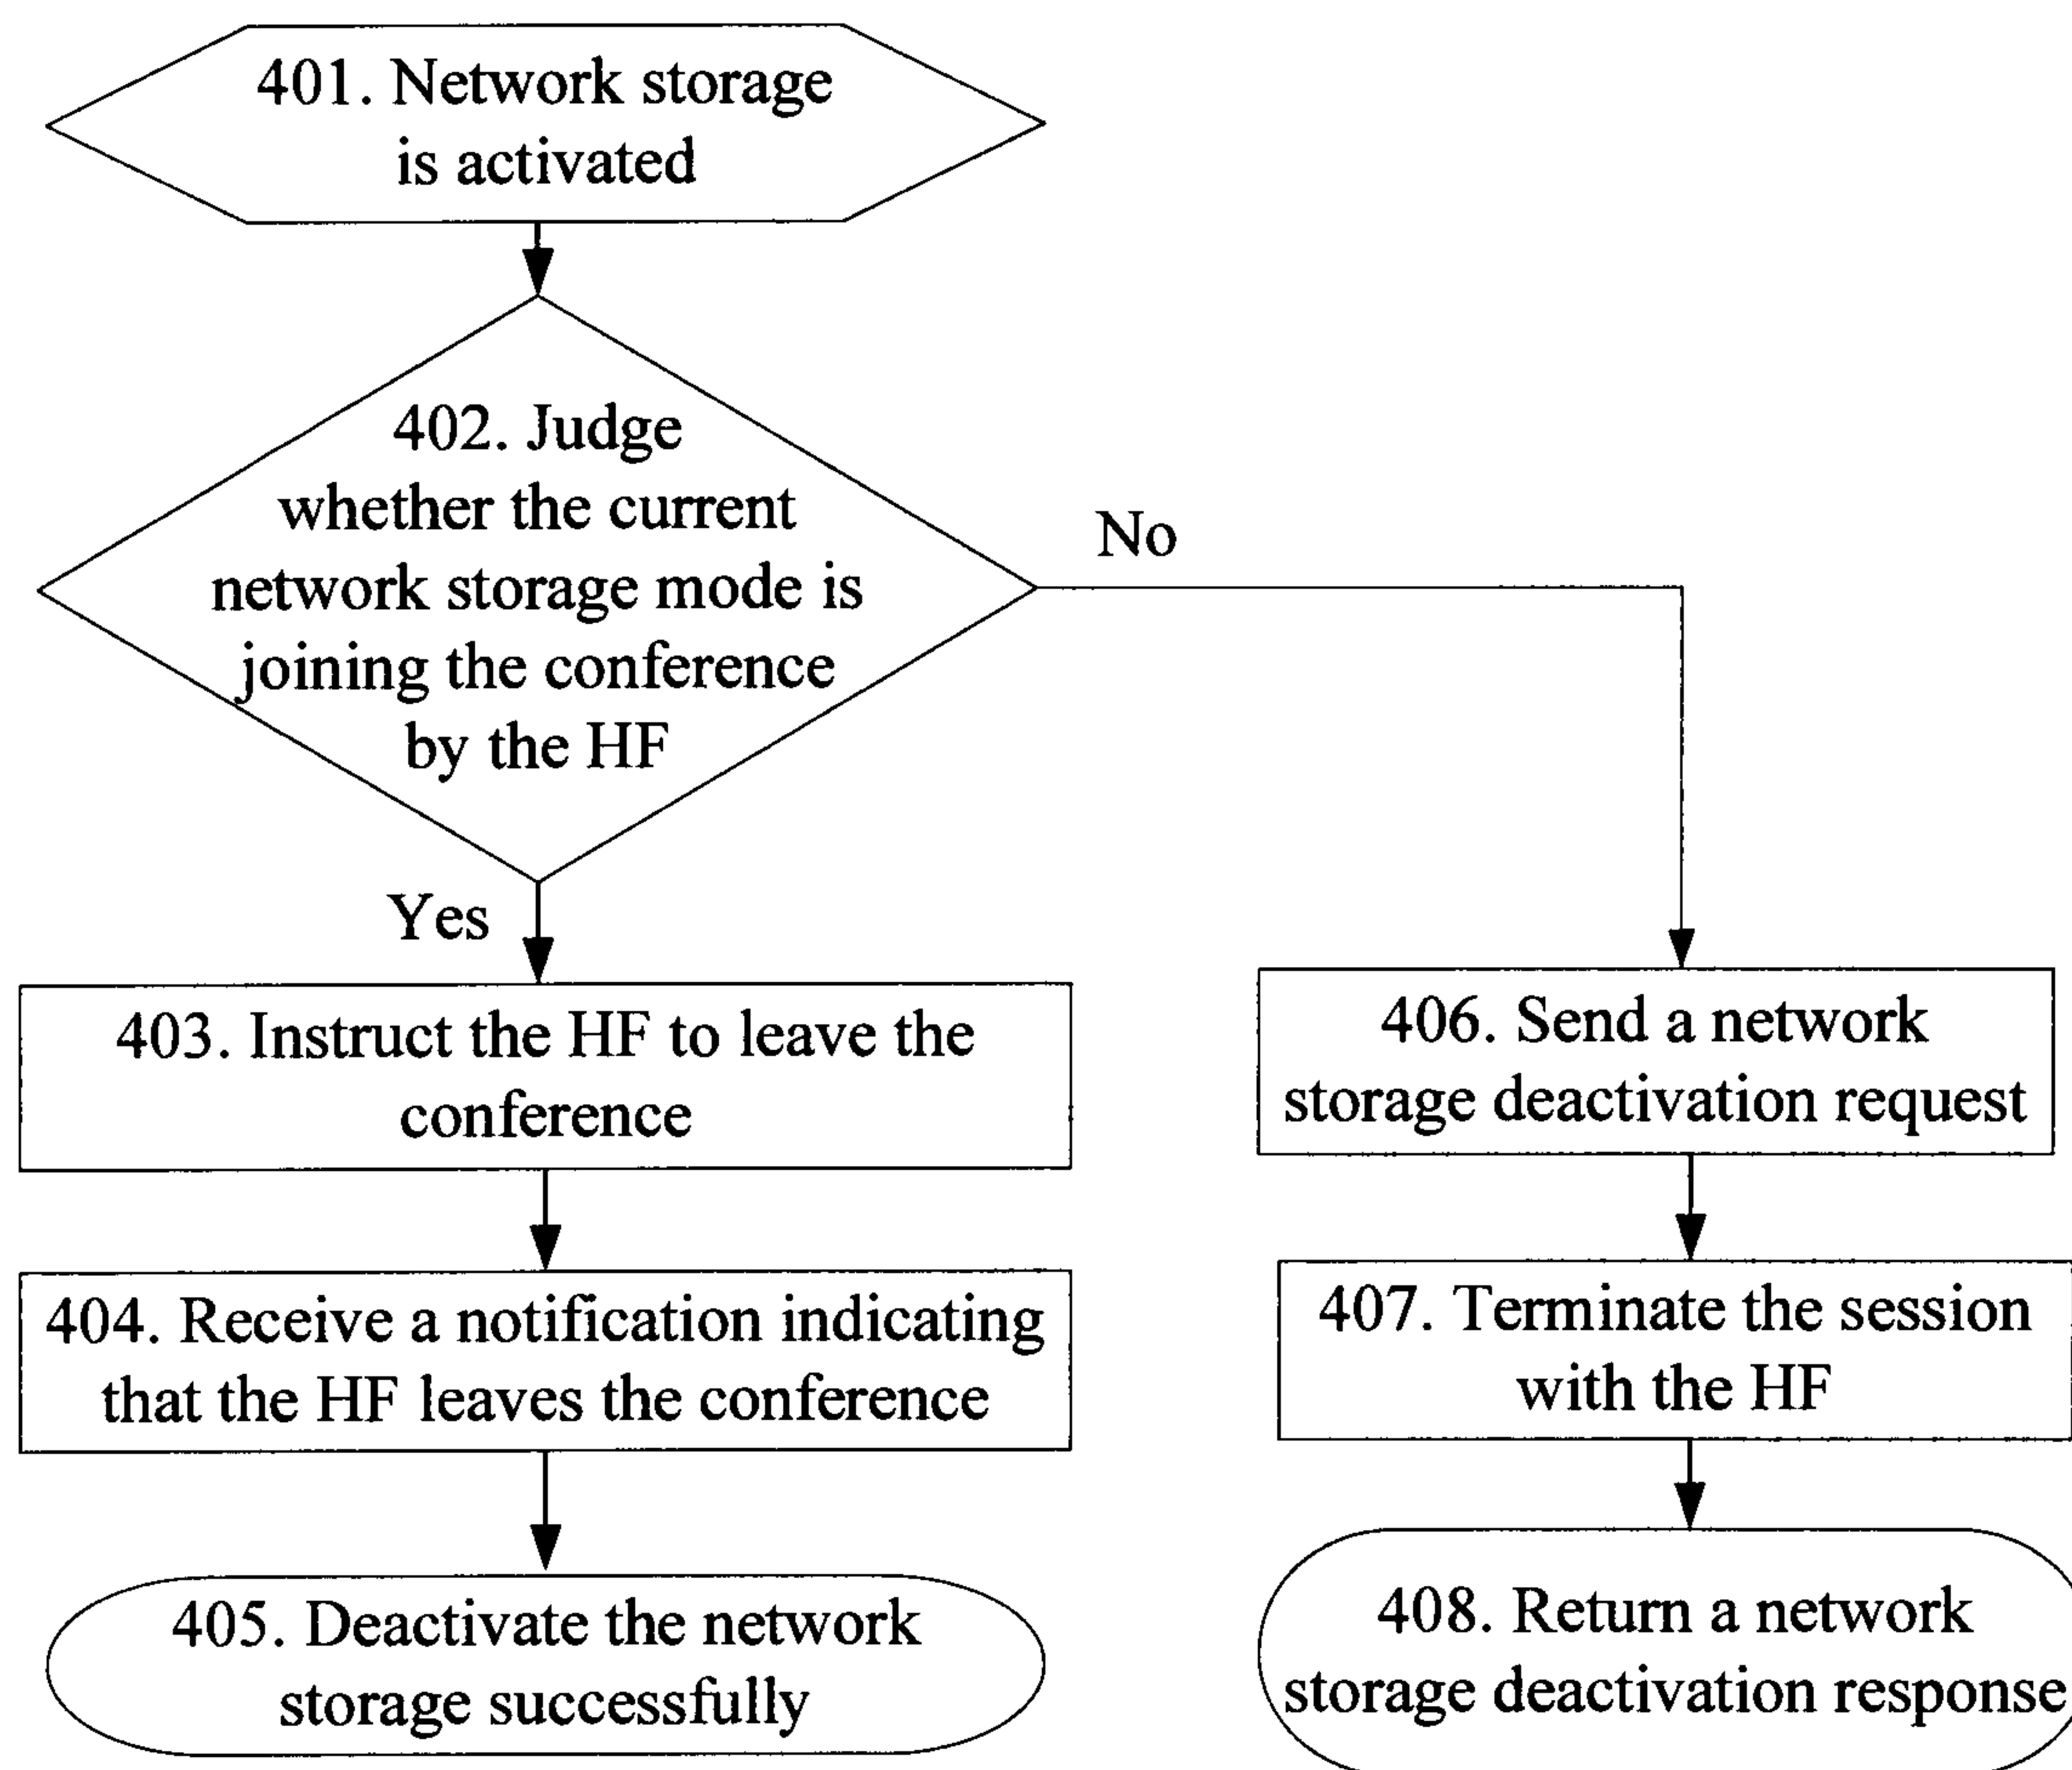 401. Network storage
is activated
402. Judge
whether the current
network storage mode is
joining the conference
by the HF
No
Yes
403. Instruct the HF to leave the
conference
406. Send a network
storage deactivation request
404. Receive a notification indicating
that the HF leaves the conference
407. Terminate the session
with the HF
405. Deactivate the network
storage successfully
408. Return a network
storage deactivation response